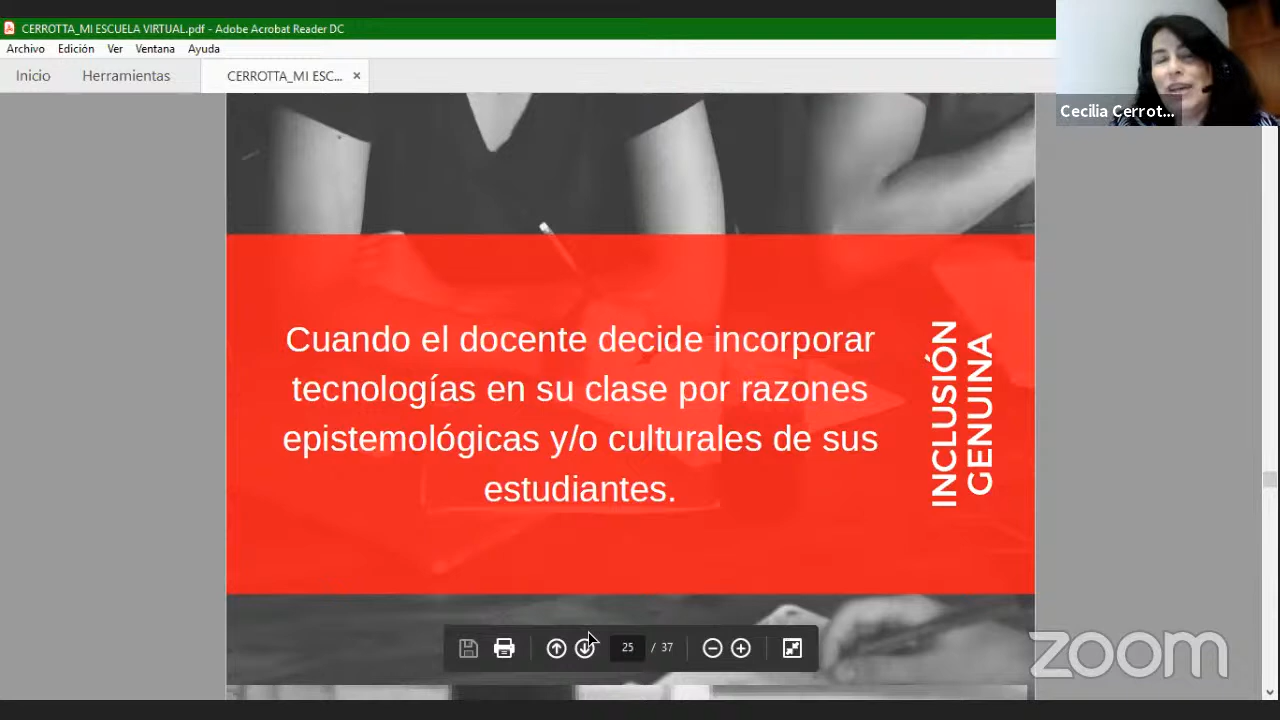 CERROTTA_MI ESCUELA VIRTUAL.pdf - Adobe Acrobat Reader DC
Archivo Edición Ver Ventana Ayuda
Inicio Herramientas CERROTTA_MI ESC... ×
Cecilia Cerrot...
Cuando el docente decide incorporar
tecnologías en su clase por razones
epistemológicas y/o culturales de sus
estudiantes.
INCLUSIÓN
GENUINA
25 / 37
zoom